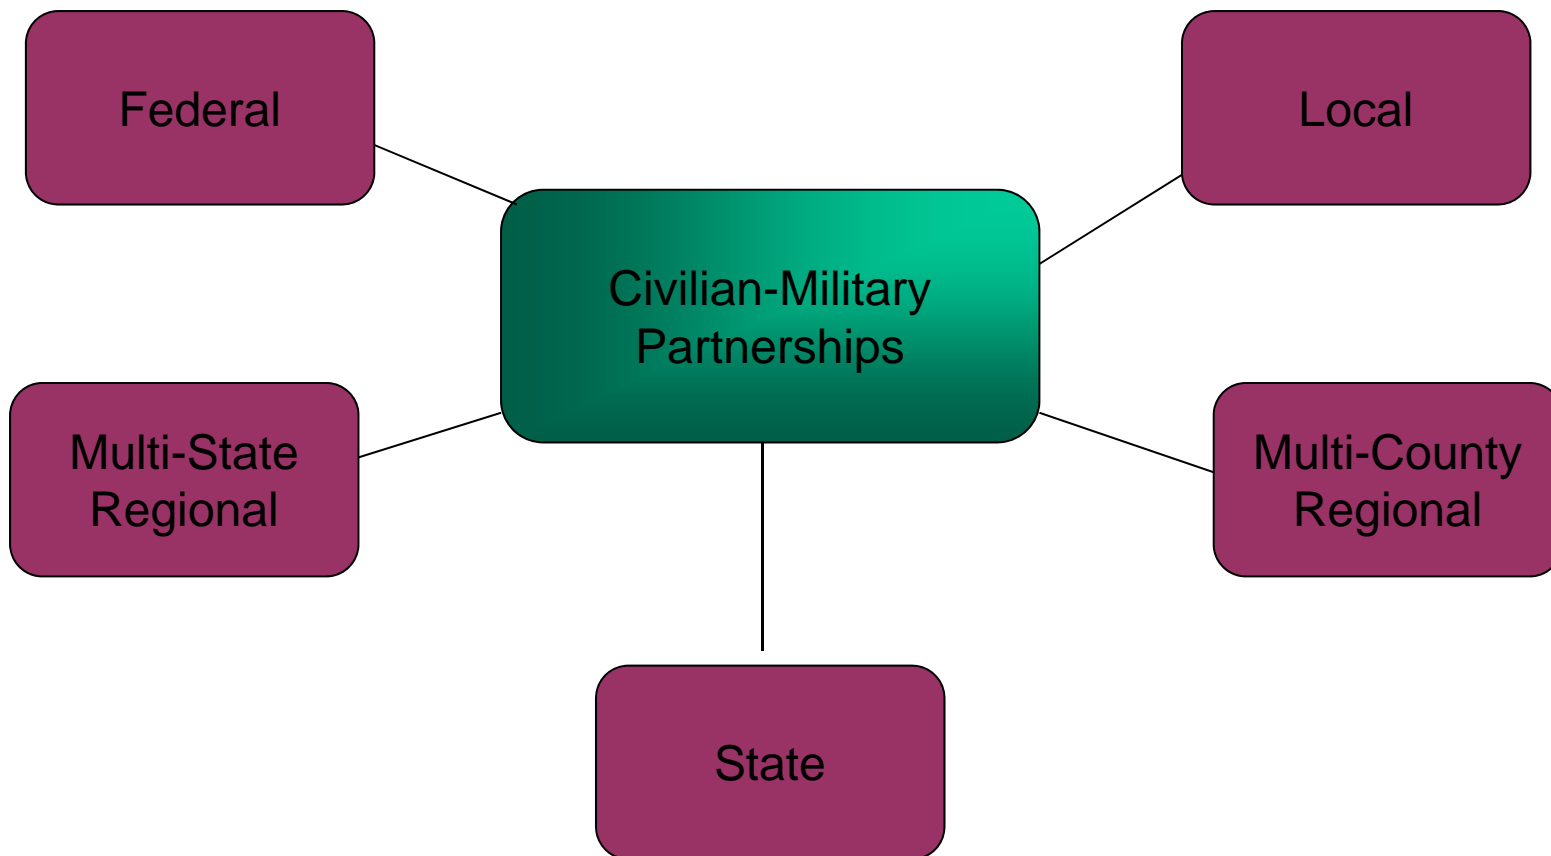 Federal
Local
Civilian-Military
Partnerships
Multi-State
Regional
Multi-County
Regional
State